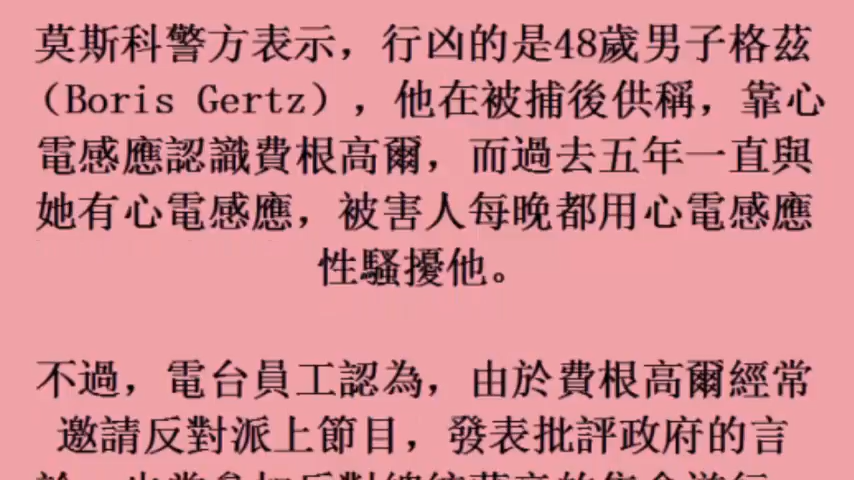 莫斯科警方表示，行凶的是48歲男子格茲
（Boris Gertz），他在被捕後供稱，靠心
電感應認識費根高爾，而過去五年一直與
她有心電感應，被害人每晚都用心電感應
性騷擾他。
不過，電台員工認為，由於費根高爾經常
邀請反對派上節目，發表批評政府的言